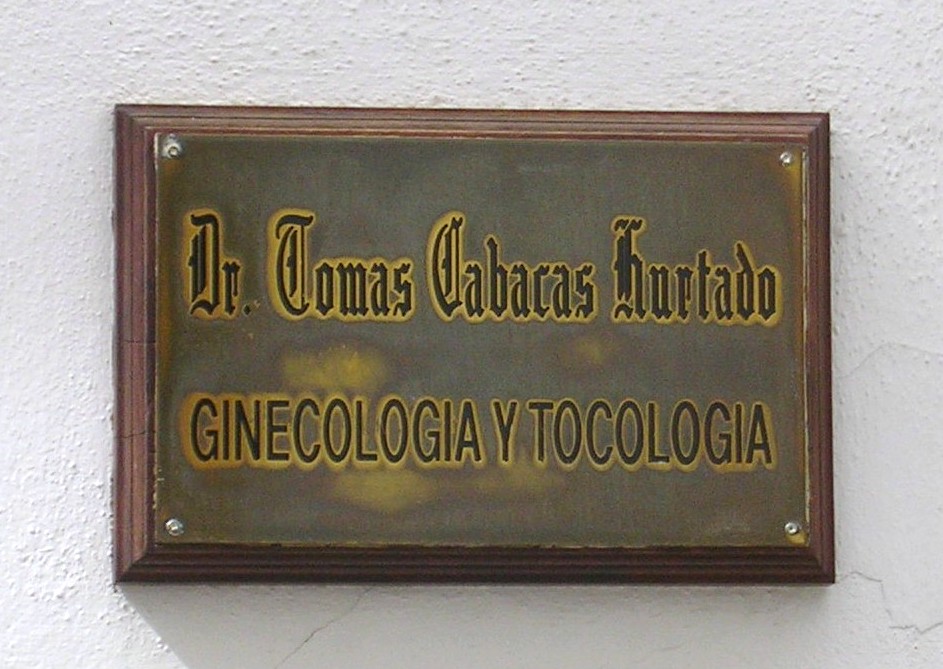 Dr. Tomas Cabacas Hurtado
GINECOLOGIA Y TOCOLOGIA